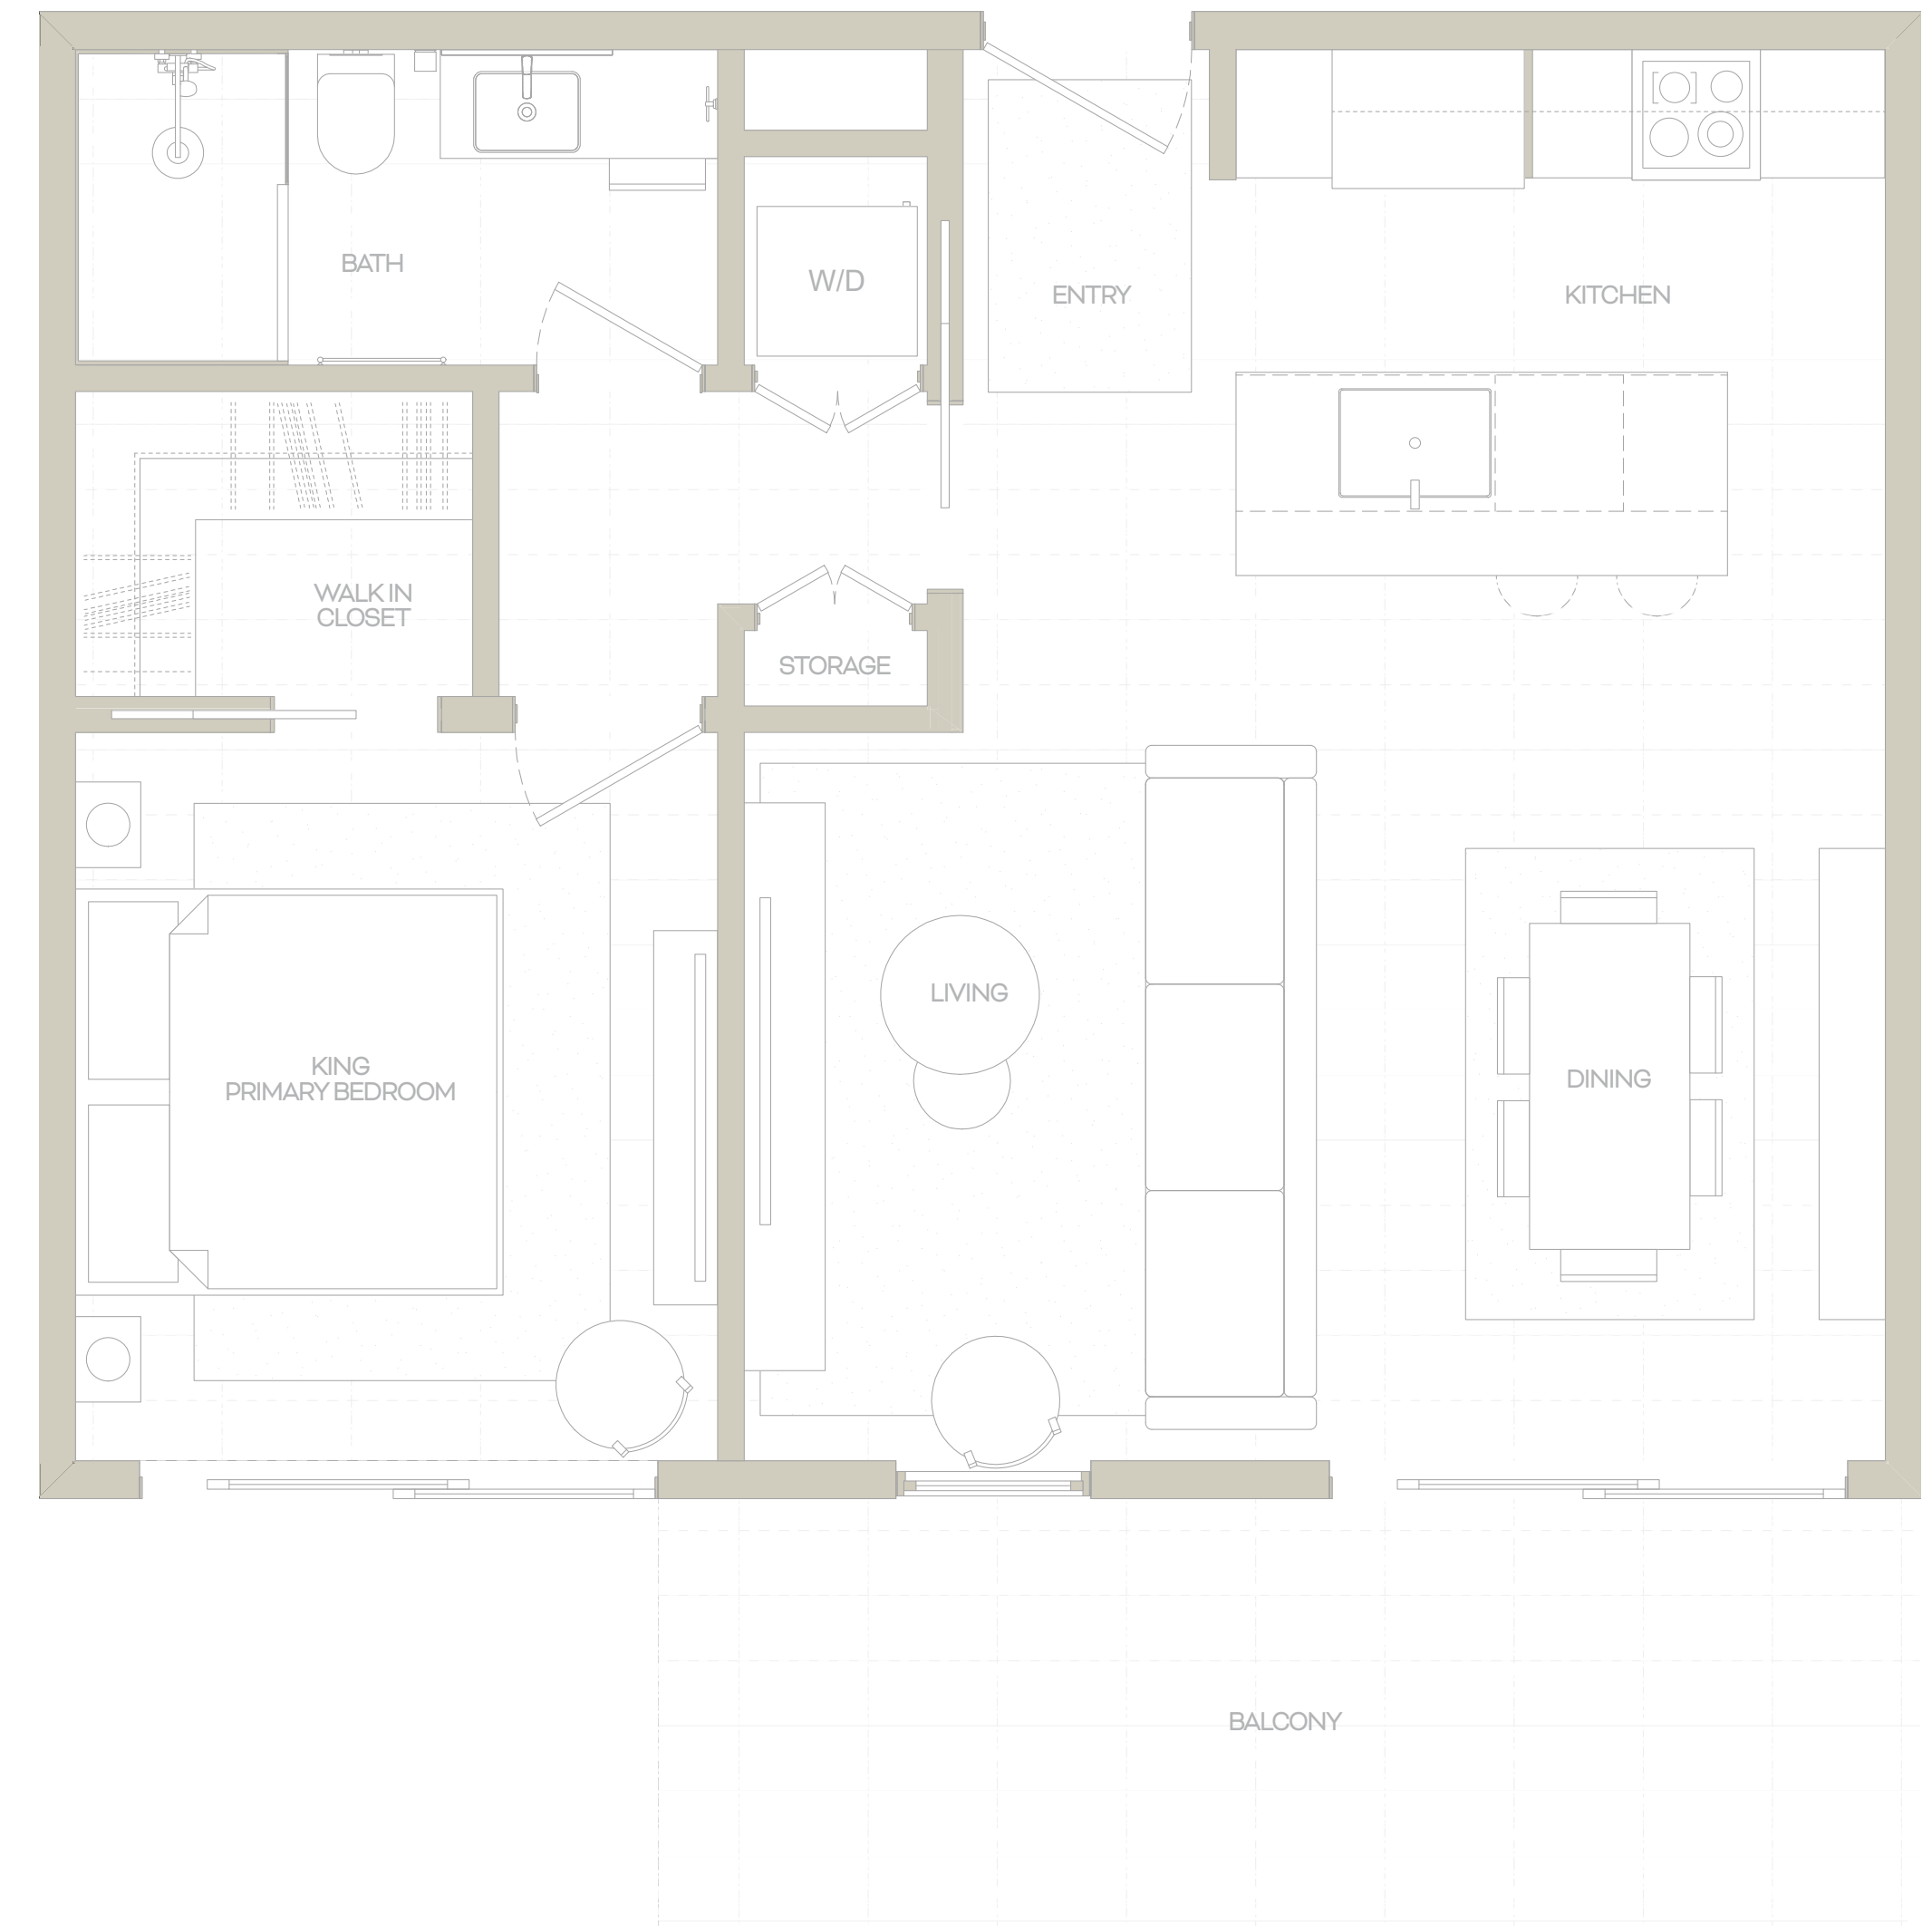 BATH
W/D
ENTRY
KITCHEN
WALK IN
CLOSET
STORAGE
LIVING
KING
PRIMARY BEDROOM
DINING
BALCONY